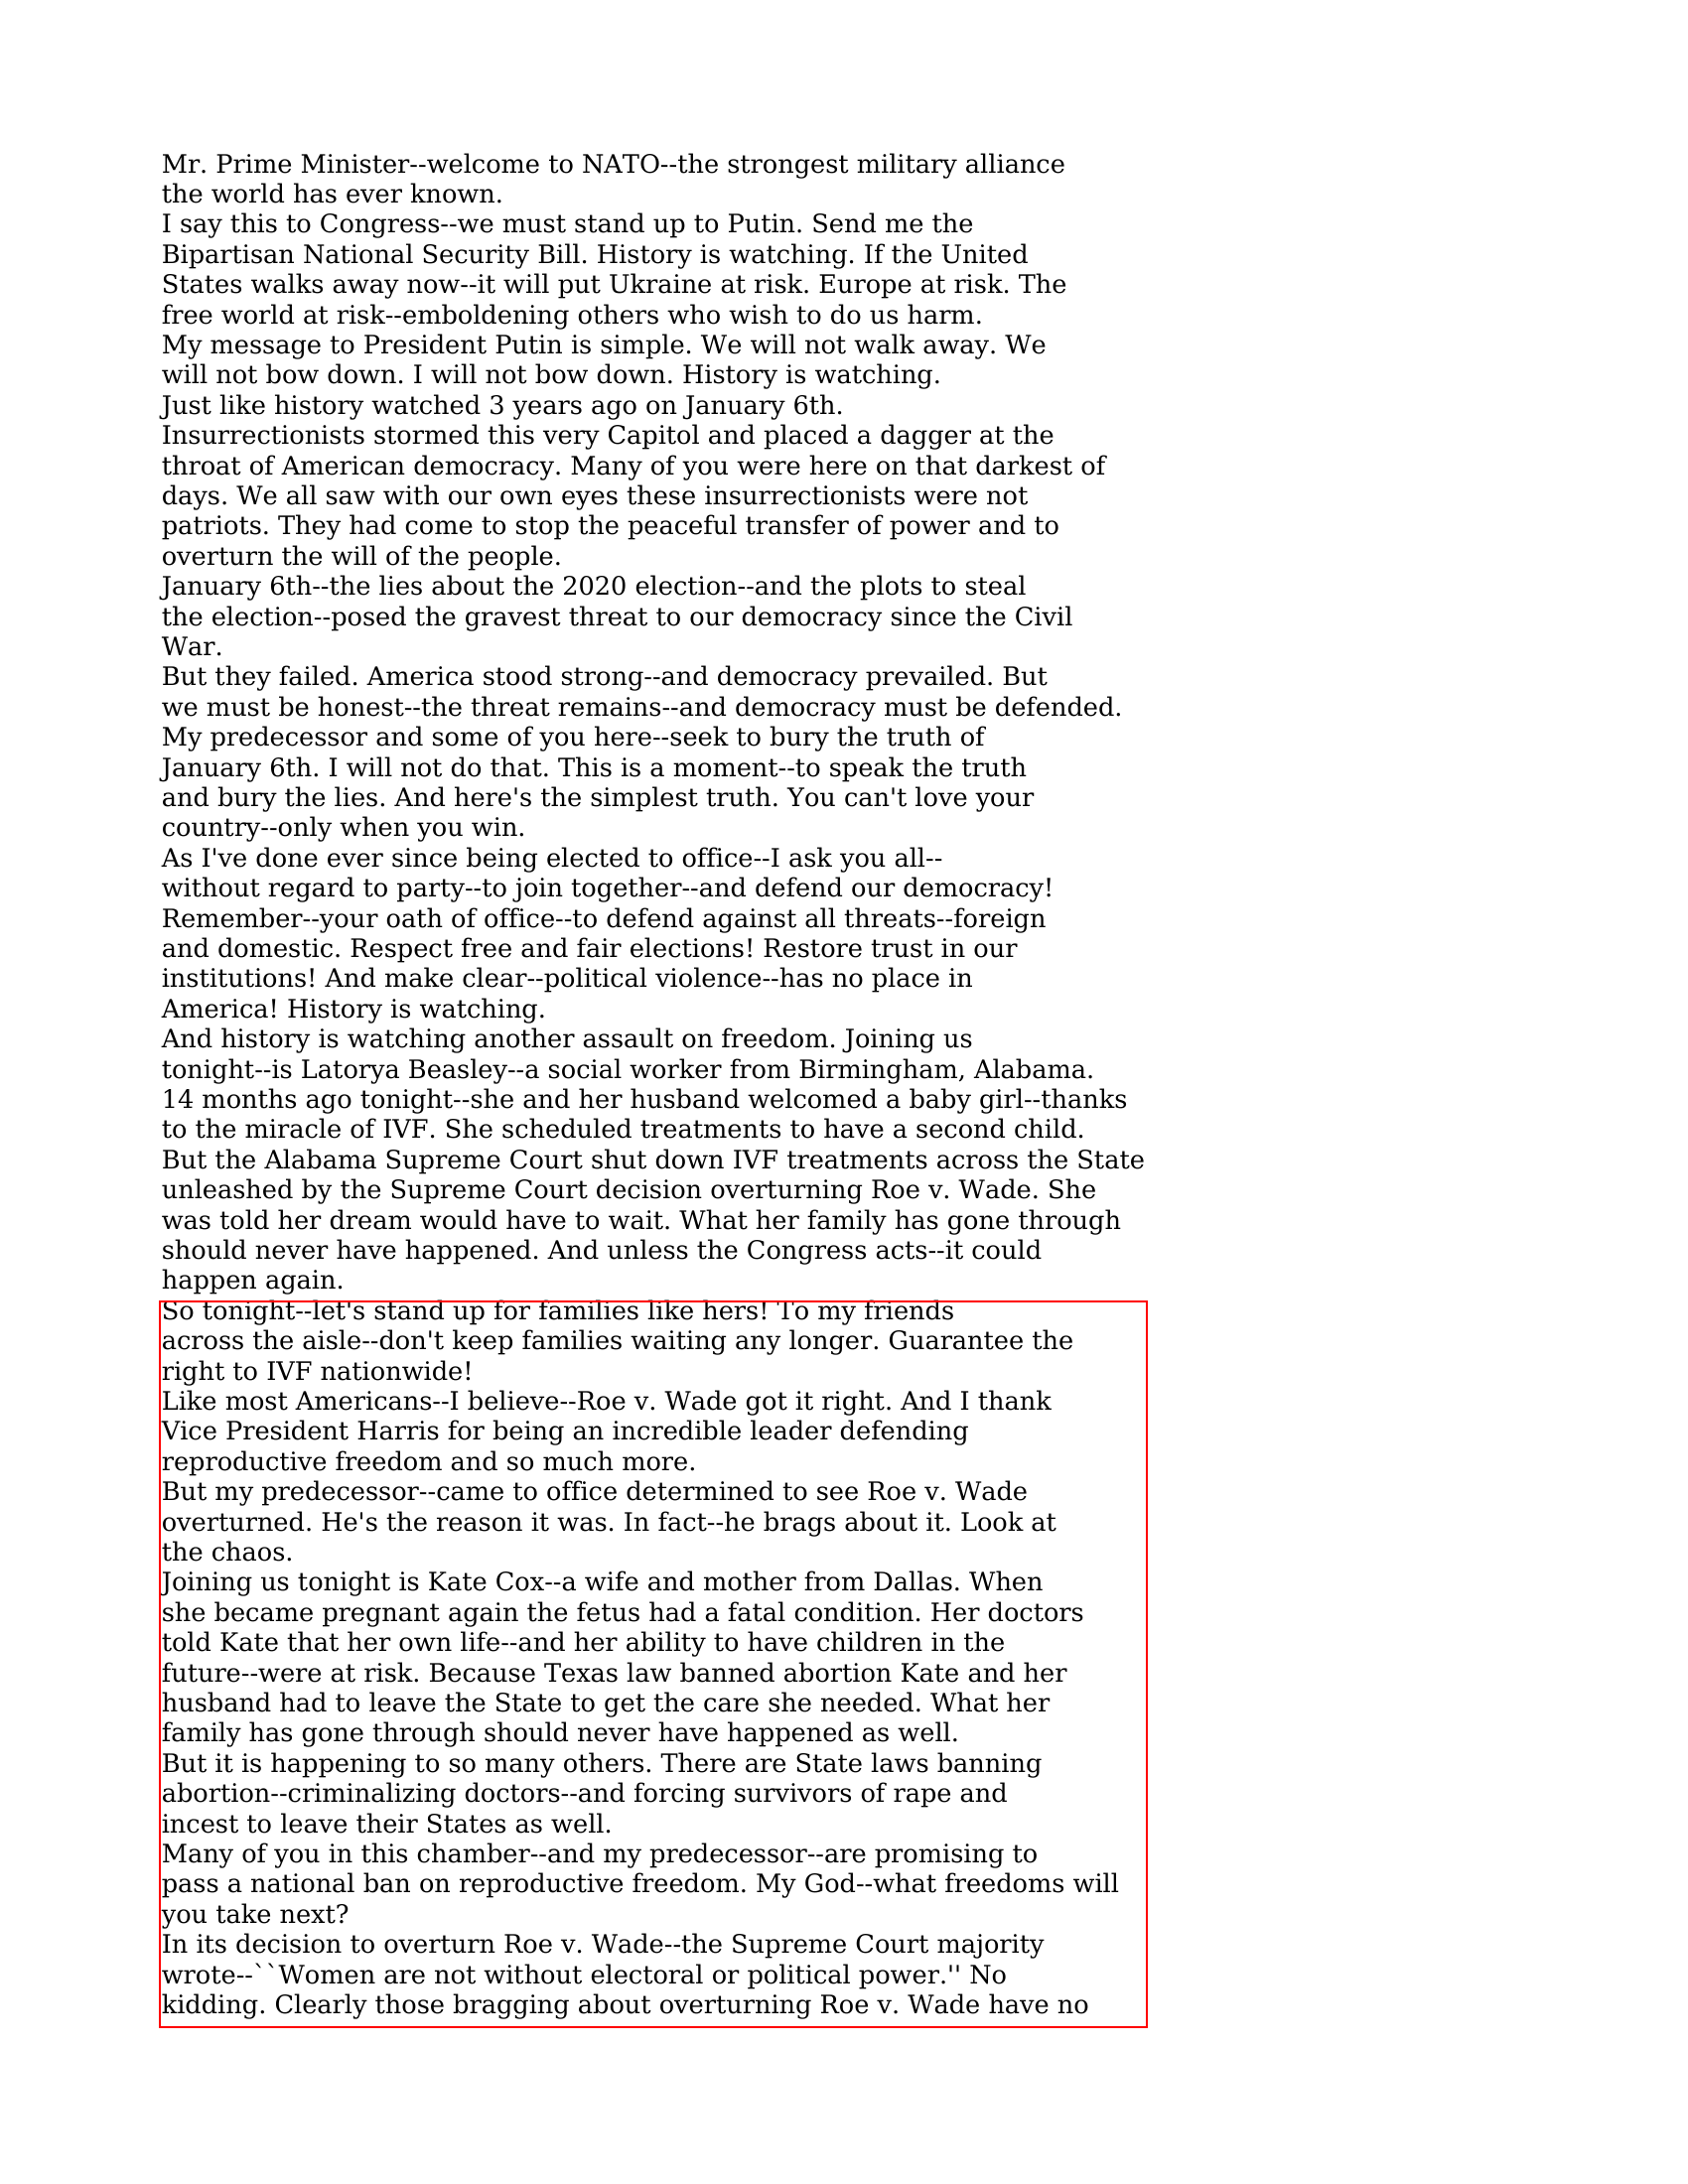 Mr. Prime Minister--welcome to NATO--the strongest military alliance
the world has ever known.
I say this to Congress--we must stand up to Putin. Send me the
Bipartisan National Security Bill. History is watching. If the United
States walks away now--it will put Ukraine at risk. Europe at risk. The
free world at risk--emboldening others who wish to do us harm.
My message to President Putin is simple. We will not walk away. We
will not bow down. I will not bow down. History is watching.
Just like history watched 3 years ago on January 6th.
Insurrectionists stormed this very Capitol and placed a dagger at the
throat of American democracy. Many of you were here on that darkest of
days. We all saw with our own eyes these insurrectionists were not
patriots. They had come to stop the peaceful transfer of power and to
overturn the will of the people.
January 6th--the lies about the 2020 election--and the plots to steal
the election--posed the gravest threat to our democracy since the Civil
War.
But they failed. America stood strong--and democracy prevailed. But
we must be honest--the threat remains--and democracy must be defended.
My predecessor and some of you here--seek to bury the truth of
January 6th. I will not do that. This is a moment--to speak the truth
and bury the lies. And here's the simplest truth. You can't love your
country--only when you win.
As I've done ever since being elected to office--I ask you all--
without regard to party--to join together--and defend our democracy!
Remember--your oath of office--to defend against all threats--foreign
and domestic. Respect free and fair elections! Restore trust in our
institutions! And make clear--political violence--has no place in
America! History is watching.
And history is watching another assault on freedom. Joining us
tonight--is Latorya Beasley--a social worker from Birmingham, Alabama.
14 months ago tonight--she and her husband welcomed a baby girl--thanks
to the miracle of IVF. She scheduled treatments to have a second child.
But the Alabama Supreme Court shut down IVF treatments across the State
unleashed by the Supreme Court decision overturning Roe v. Wade. She
was told her dream would have to wait. What her family has gone through
should never have happened. And unless the Congress acts--it could
happen again.
So tonight--let's stand up for families like hers! To my friends
across the aisle--don't keep families waiting any longer. Guarantee the
right to IVF nationwide!
Like most Americans--I believe--Roe v. Wade got it right. And I thank
Vice President Harris for being an incredible leader defending
reproductive freedom and so much more.
But my predecessor--came to office determined to see Roe v. Wade
overturned. He's the reason it was. In fact--he brags about it. Look at
the chaos.
Joining us tonight is Kate Cox--a wife and mother from Dallas. When
she became pregnant again the fetus had a fatal condition. Her doctors
told Kate that her own life--and her ability to have children in the
future--were at risk. Because Texas law banned abortion Kate and her
husband had to leave the State to get the care she needed. What her
family has gone through should never have happened as well.
But it is happening to so many others. There are State laws banning
abortion--criminalizing doctors--and forcing survivors of rape and
incest to leave their States as well.
Many of you in this chamber--and my predecessor--are promising to
pass a national ban on reproductive freedom. My God--what freedoms will
you take next?
In its decision to overturn Roe v. Wade--the Supreme Court majority
wrote--``Women are not without electoral or political power.'' No
kidding. Clearly those bragging about overturning Roe v. Wade have no